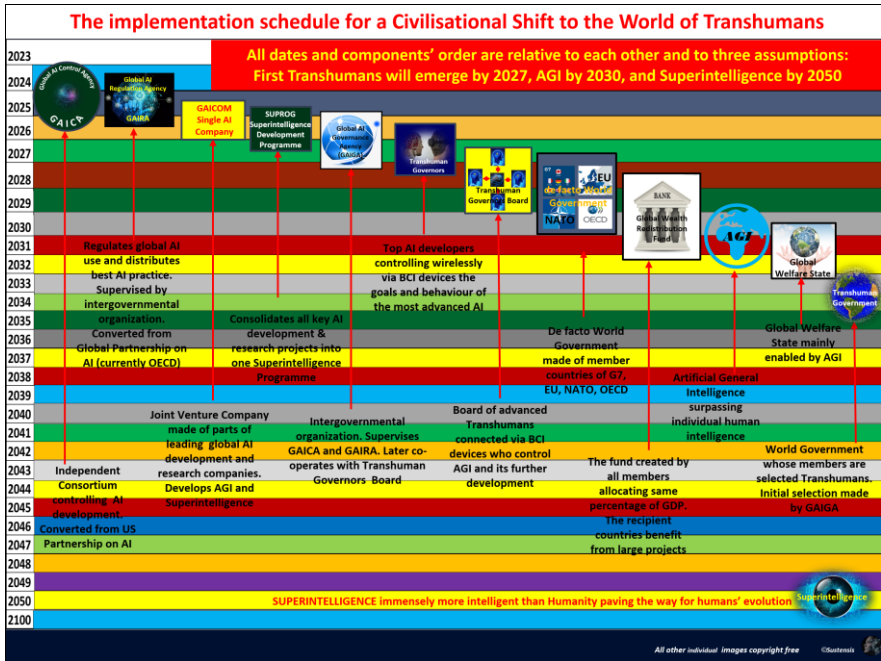 The implementation schedule for a Civilisational Shift to the World of Transhumans
All dates and components' order are relative to each other and to three assumptions:
First Transhumans will emerge by 2027, AGI by 2030, and Superintelligence by 2050
2023
2024
2025
2026
2027
2028
2029
2030
2031
2032
2033
2034
2035
2036
2037
2038
2039
2040
2041
2042
2043
2044
2045
2046
2047
2048
2049
2050
2100
Global AI Control Agency
GAICA
Global AI
Regulation Agency
GAIRA
GAICOM
Single AI
Company
SUPROG
Superintelligence
Development
Programme
Global AI
Governance
Agency
(GAIGA)
Transhuman
Governors
Transhuman
Governors Board
EU
de-facto World
Government
NATO
OECD
BANK
Global Wealth
Redistribution
Fund
AGI
Global
Welfare State
Transhuman
Government
Regulates global AI
use and distributes
best AI practice.
Supervised by
intergovernmental
organization.
Converted from
Global Partnership on
AI (currently OECD)
Consolidates all key AI
development &
research projects into
one Superintelligence
Programme
Top AI developers
controlling wirelessly
via BCI devices the
goals and behaviour of
the most advanced AI
De facto World
Government
made of member
countries of G7,
EU, NATO, OECD
Global Welfare
State mainly
enabled by AGI
Artificial General
Intelligence
surpassing
individual human
intelligence
Independent
Consortium
controlling AI
development.
Converted from US
Partnership on AI
Joint Venture Company
made of parts of
leading global AI
development and
research companies.
Develops AGI and
Superintelligence
Intergovernmental
organization. Supervises
GAICA and GAIRA. Later co-
operates with Transhuman
Governors Board
Board of advanced
Transhumans
connected via BCI
devices who control
AGI and its further
development
The fund created by
all members
allocating same
percentage of GDP.
The recipient
countries benefit
from large projects
World Government
whose members are
selected Transhumans.
Initial selection made
by GAIGA
SUPERINTELLIGENCE immensely more intelligent than Humanity paving the way for humans' evolution
Superintelligence
All other individual images copyright free
©Sustensis